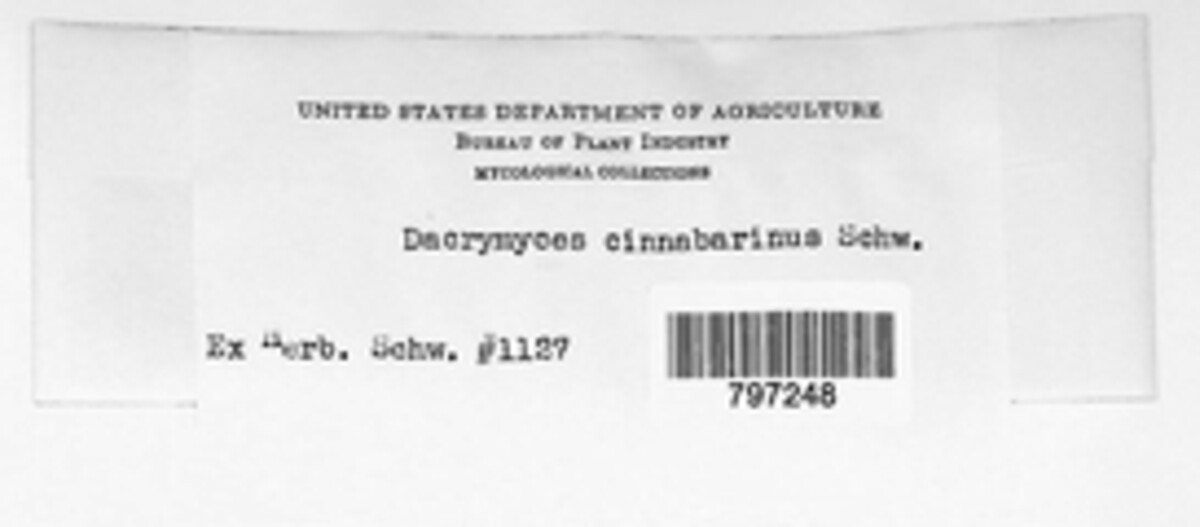 UNITED STATES DEPARTMENT OF AGRICULTURE
BUREAU OF PLANT INDUSTRY
MYCOLOGICAL COLLECTIONS
Dacrymyces cinnabarinus Schw.
Ex Herb. Schw. #1127
797248